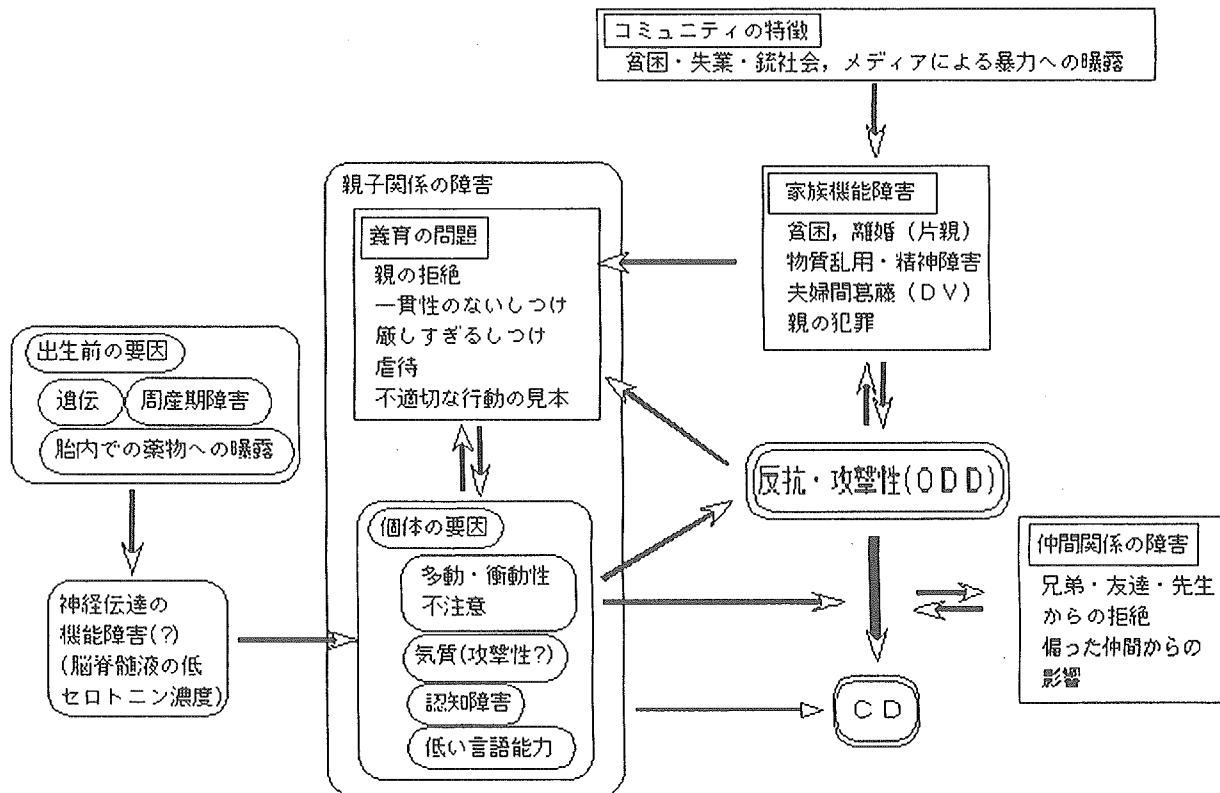 コミュニティの特徴
貧困・失業・銃社会，メディアによる暴力への曝露
家族機能障害
貧困，離婚（片親）
物質乱用・精神障害
夫婦間葛藤（ＤＶ）
親の犯罪
親子関係の障害
養育の問題
親の拒絶
一貫性のないしつけ
厳しすぎるしつけ
虐待
不適切な行動の見本
出生前の要因
遺伝
周産期障害
胎内での薬物への曝露
神経伝達の
機能障害(?)
(脳脊髄液の低
セロトニン濃度)
個体の要因
多動・衝動性
不注意
気質(攻撃性?)
認知障害
低い言語能力
反抗・攻撃性(ＯＤＤ)
仲間関係の障害
兄弟・友達・先生
からの拒絶
偏った仲間からの
影響
ＣＤ